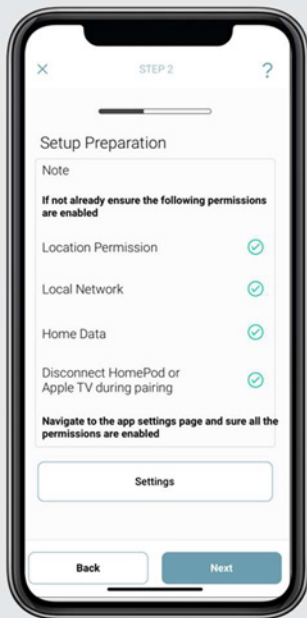 STEP 2
?
Setup Preparation
Note
If not already ensure the following permissions
are enabled
Location Permission
Local Network
Home Data
Disconnect HomePod or
Apple TV during pairing
Navigate to the app settings page and sure all the
permissions are enabled
Settings
Back Next